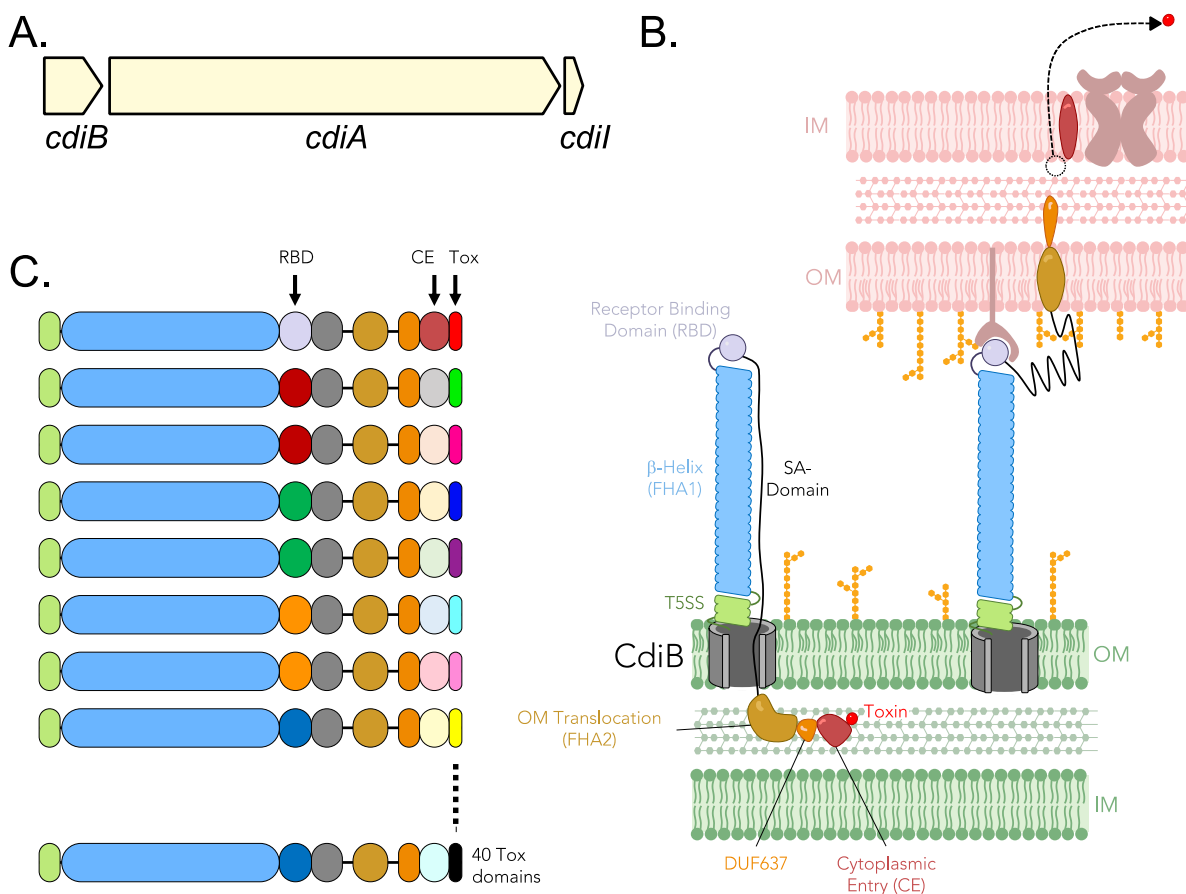 A.
cdiB
cdiA
cdiI
B.
IM
OM
Receptor Binding
Domain (RBD)
β-Helix
(FHA1)
SA-
Domain
T5SS
CdiB
OM
OM Translocation
(FHA2)
Toxin
IM
DUF637
Cytoplasmic
Entry (CE)
C.
RBD
CE
Tox
40 Tox
domains